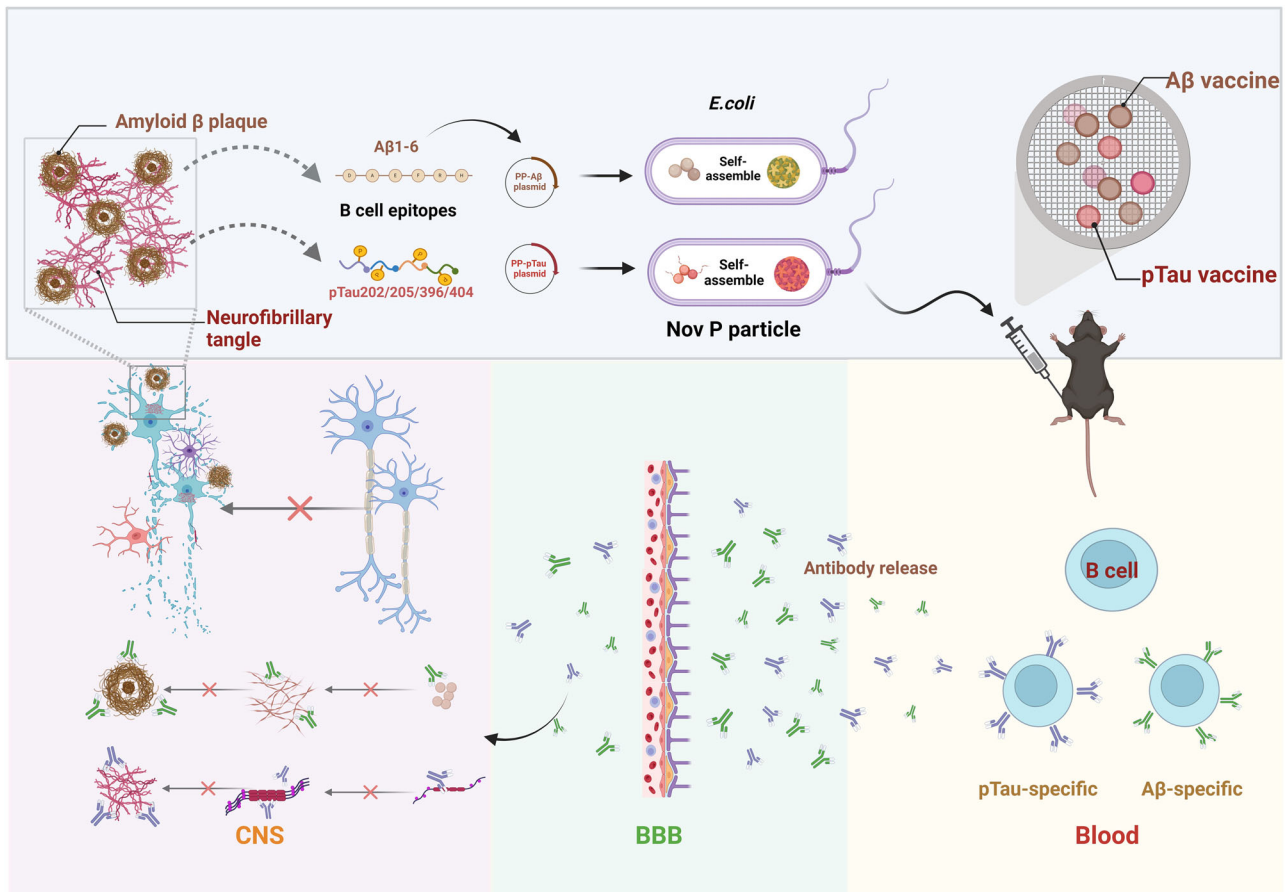 E.coli
Aβ vaccine
Amyloid β plaque
Aβ1-6
D A E F R H
PP-Aβ
plasmid
Self-
assemble
B cell epitopes
P
P
PP-pTau
plasmid
Self-
assemble
pTau vaccine
pTau202/205/396/404
Neurofibrillary
tangle
Nov P particle
Antibody release
B cell
pTau-specific
Aβ-specific
CNS
BBB
Blood